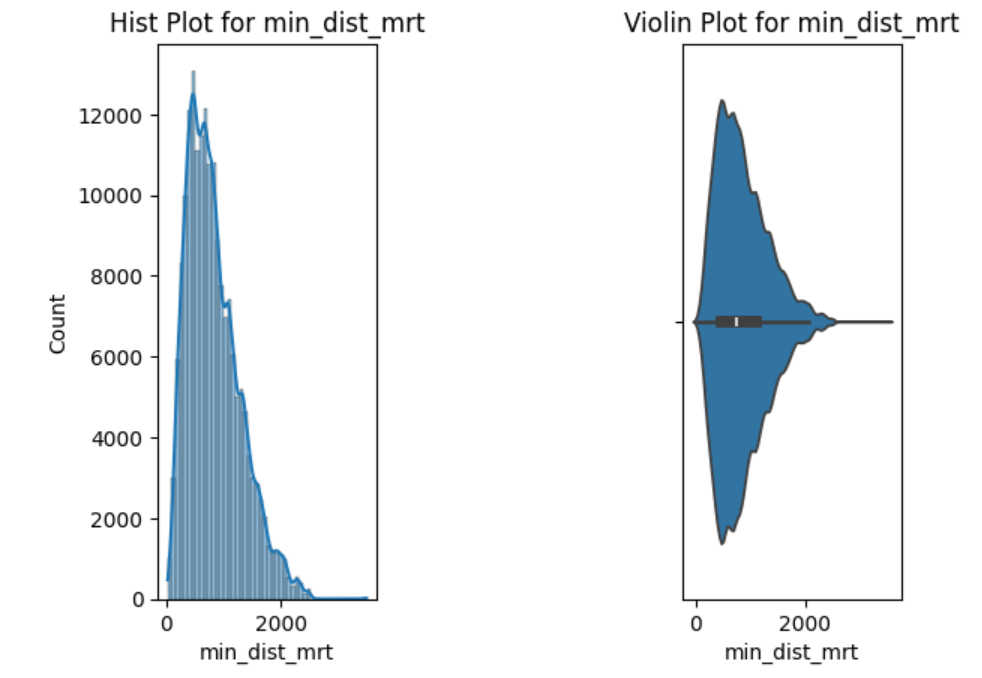 Hist Plot for min_dist_mrt
Violin Plot for min_dist_mrt
12000
10000
8000
6000
4000
2000
0
Count
0 2000
min_dist_mrt
0 2000
min_dist_mrt